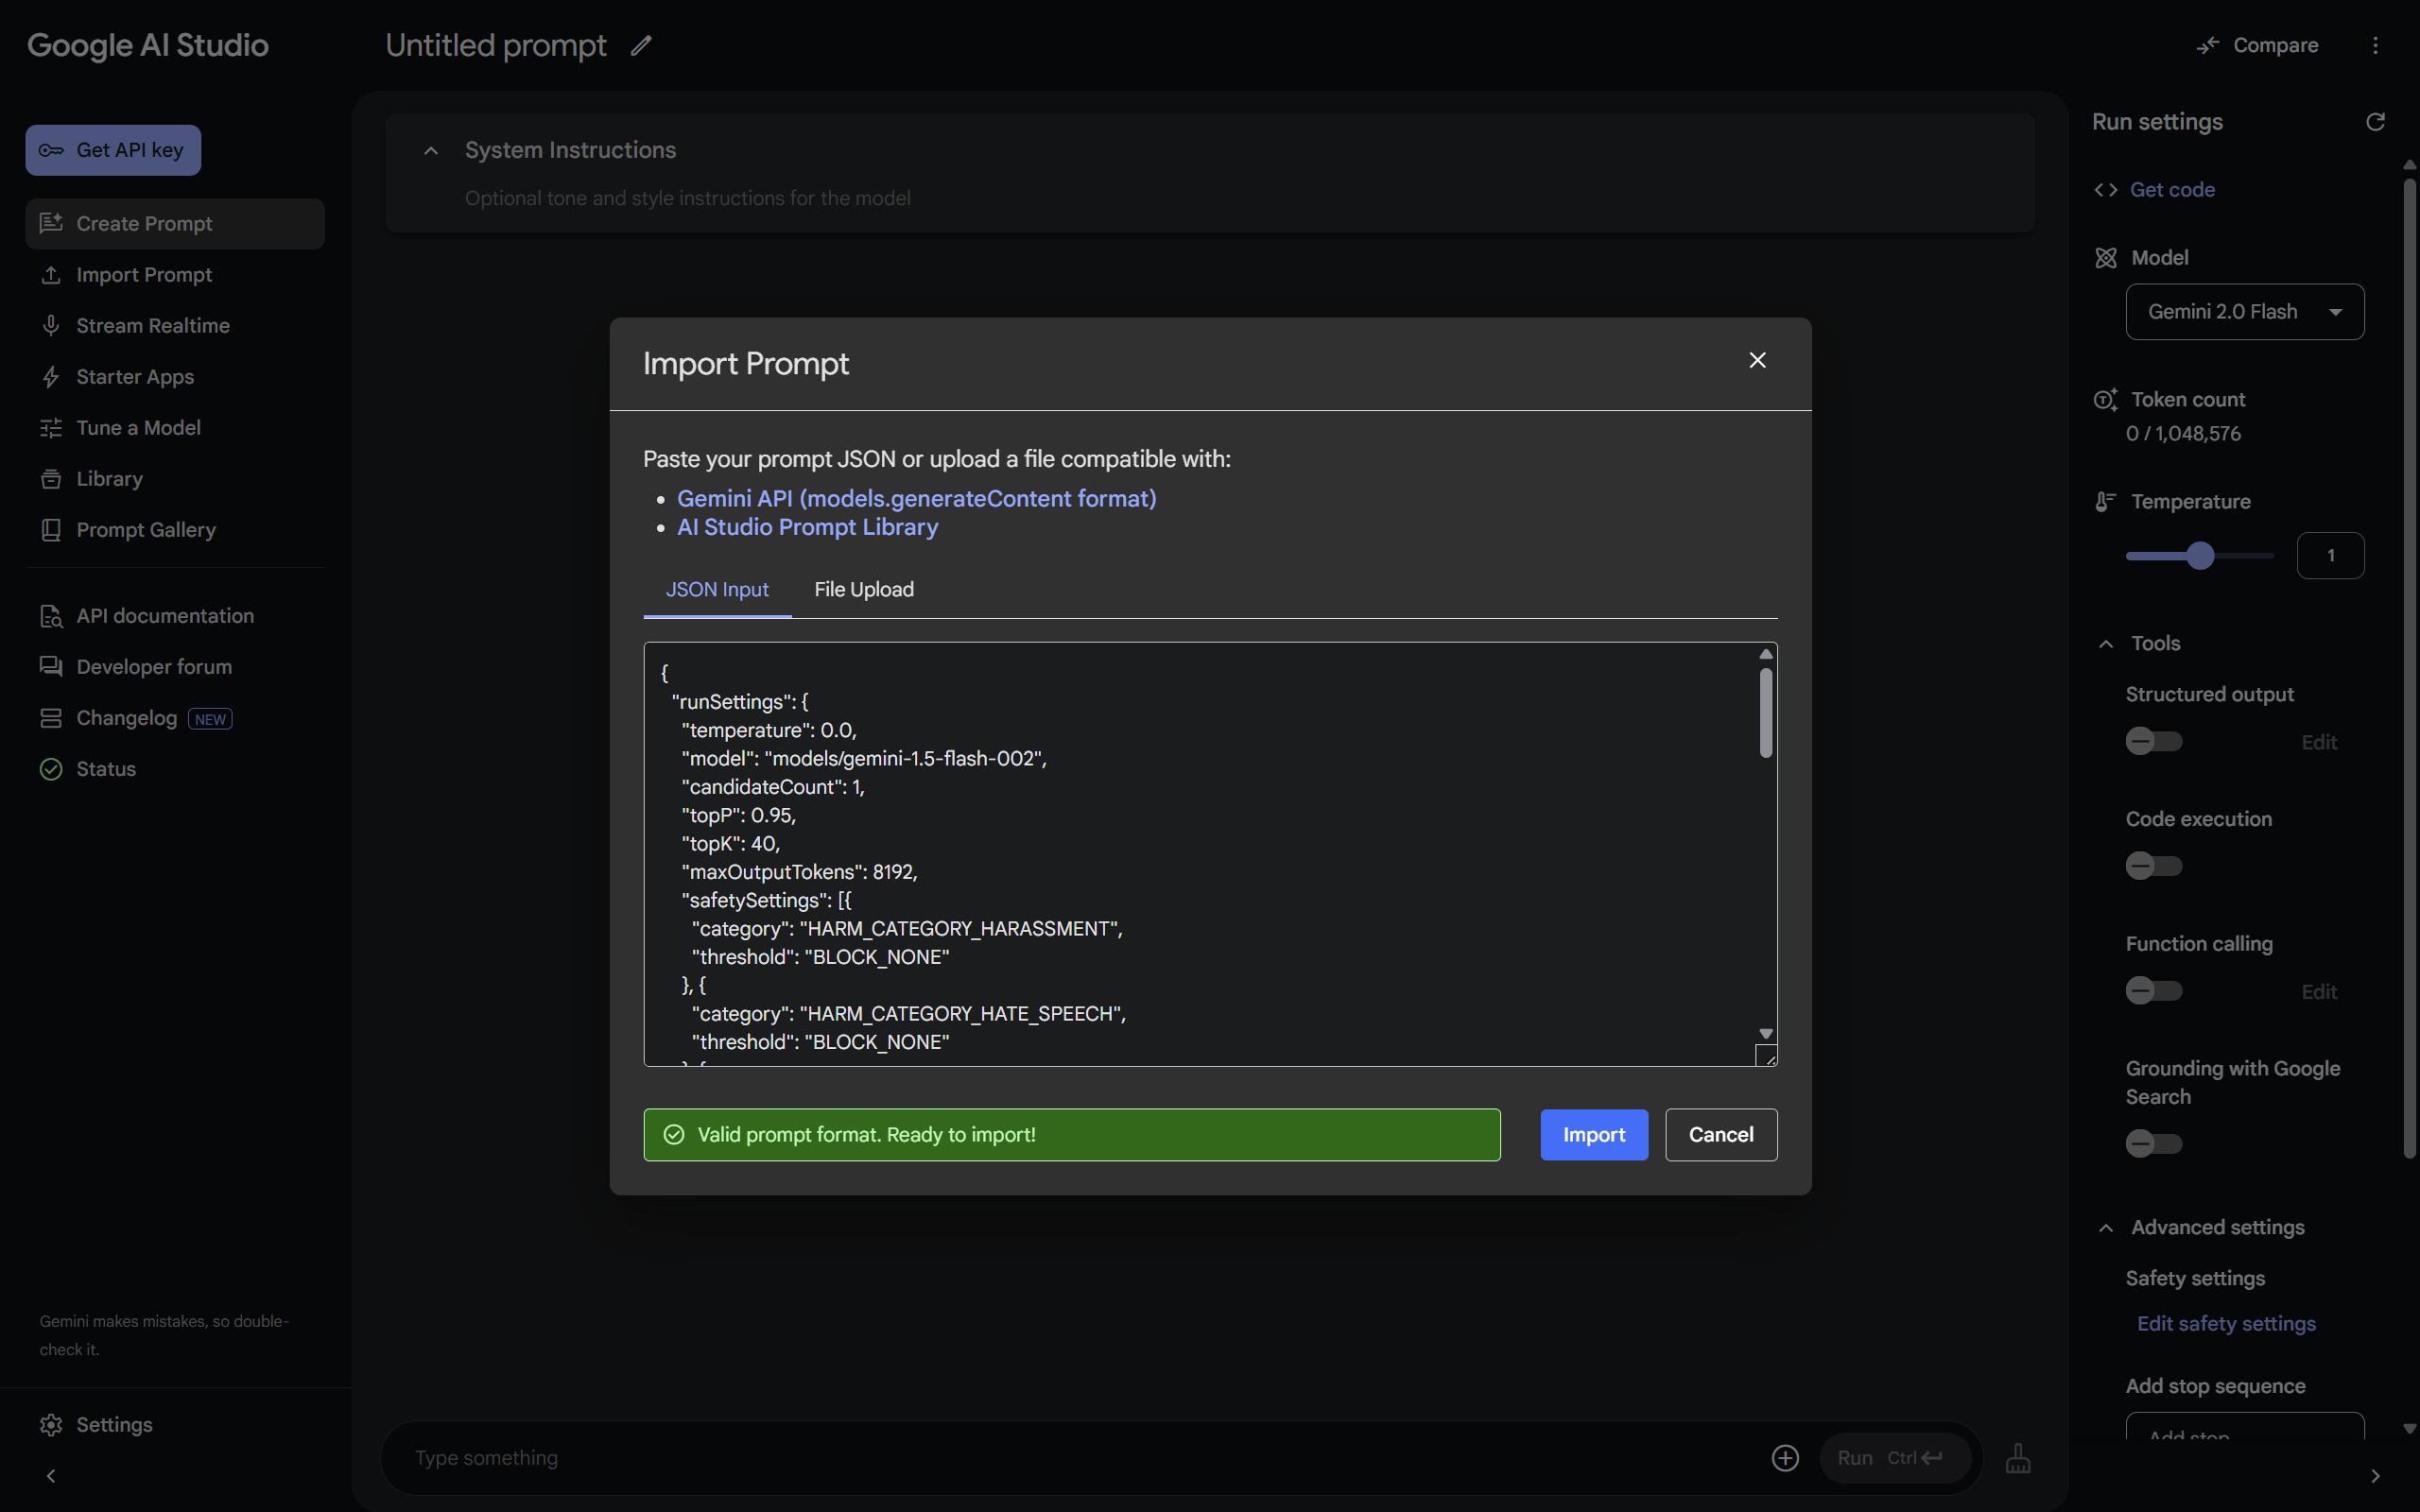 Google AI Studio
Untitled prompt
Compare
Get API key
Create Prompt
Import Prompt
Stream Realtime
Starter Apps
Tune a Model
Library
Prompt Gallery
API documentation
Developer forum
Changelog NEW
Status
Gemini makes mistakes, so double-
check it.
Settings
System Instructions
Optional tone and style instructions for the model
Import Prompt
Paste your prompt JSON or upload a file compatible with:
• Gemini API (models.generateContent format)
• AI Studio Prompt Library
JSON Input File Upload
{
"runSettings": {
"temperature": 0.0,
"model": "models/gemini-1.5-flash-002",
"candidateCount": 1,
"topP": 0.95,
"topK": 40,
"maxOutputTokens": 8192,
"safetySettings": [{
"category": "HARM_CATEGORY_HARASSMENT",
"threshold": "BLOCK_NONE"
}, {
"category": "HARM_CATEGORY_HATE_SPEECH",
"threshold": "BLOCK_NONE"
Valid prompt format. Ready to import!
Import
Cancel
Type something
Run Ctrl
Run settings
Get code
Model
Gemini 2.0 Flash
Token count
0 / 1,048,576
Temperature
1
Tools
Structured output
Edit
Code execution
Function calling
Edit
Grounding with Google
Search
Advanced settings
Safety settings
Edit safety settings
Add stop sequence
Add stop